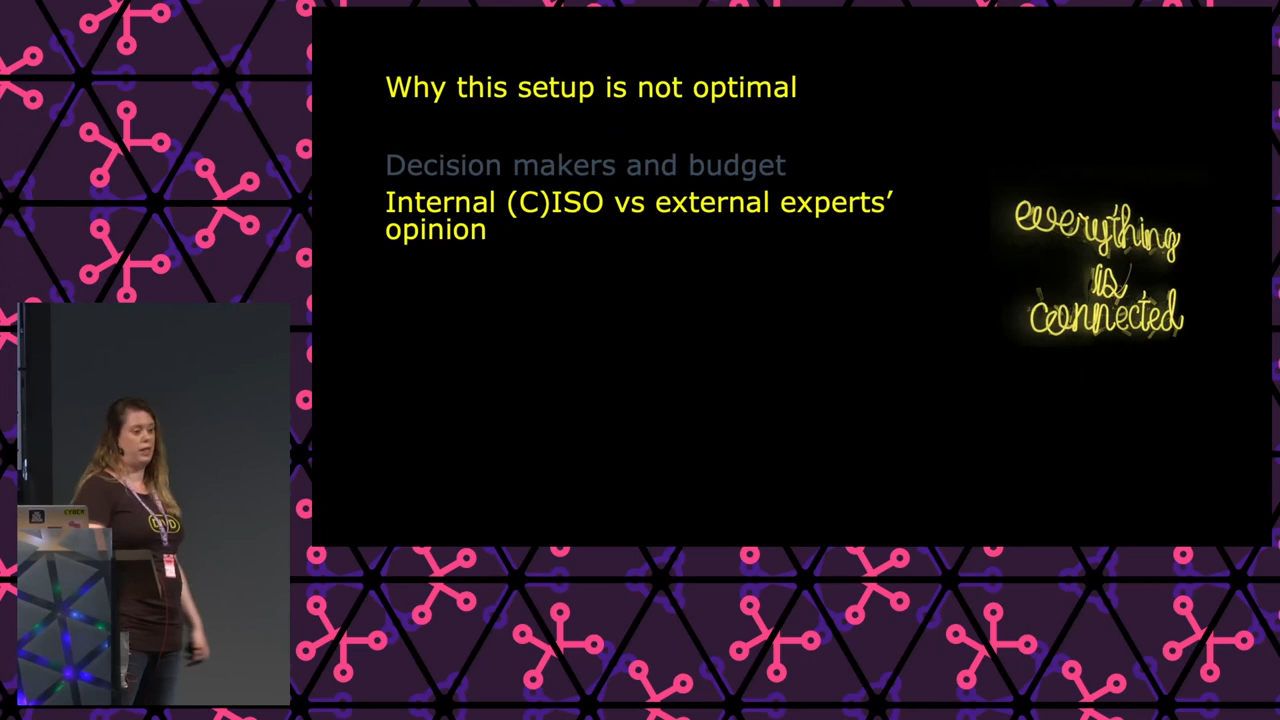 Why this setup is not optimal
Decision makers and budget
Internal (C)ISO vs external experts’
opinion
everything
is
connected
CYBER